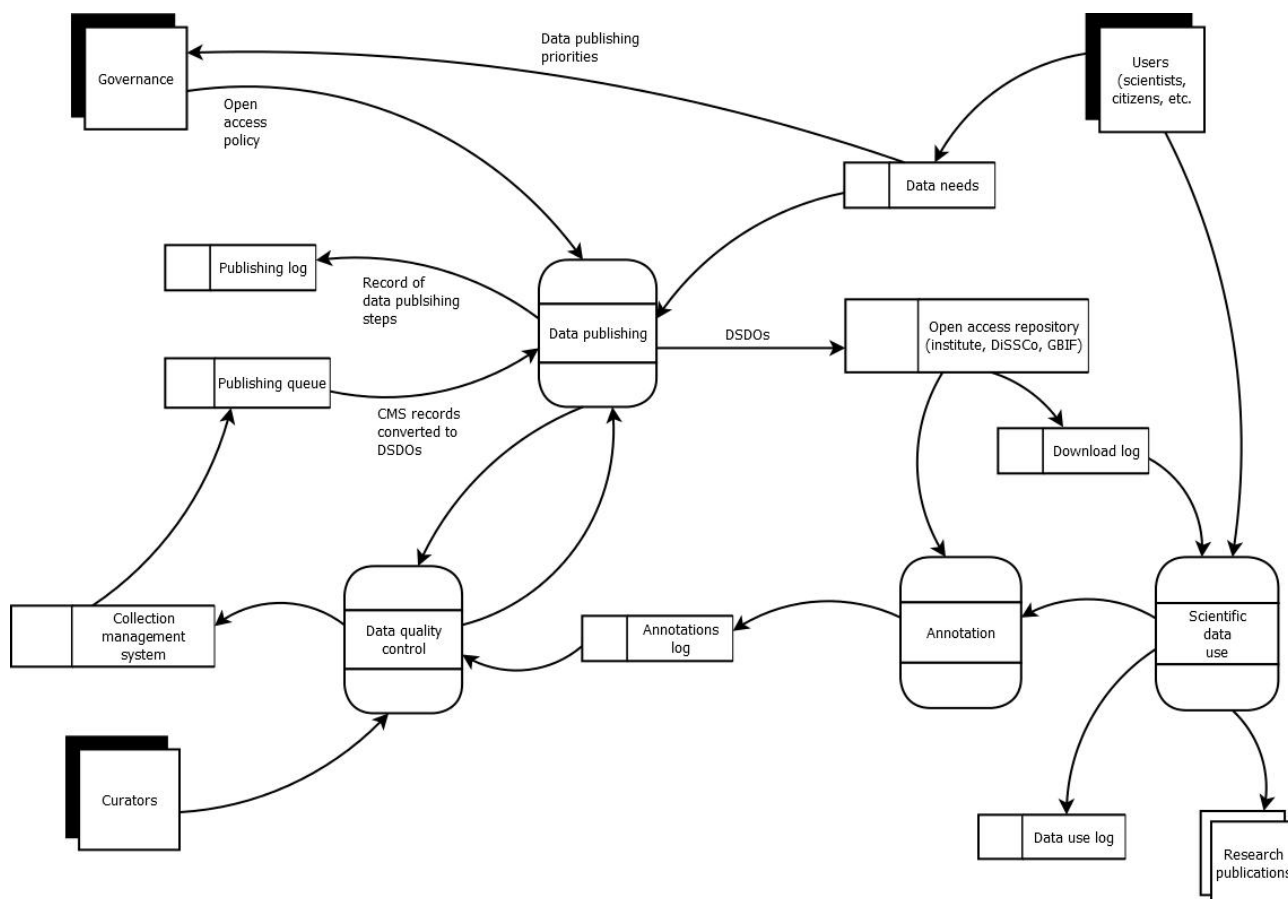 Data publishing
priorities
Governance
Users
(scientists,
citizens, etc.
Open
access
policy
Data needs
Publishing log
Record of
data publsihing
steps
Data publishing
DSDOs
Open access repository
(institute, DiSSCo, GBIF)
Publishing queue
CMS records
converted to
DSDOs
Download log
Collection
management
system
Data quality
control
Annotations
log
Annotation
Scientific
data
use
Curators
Data use log
Research
publications